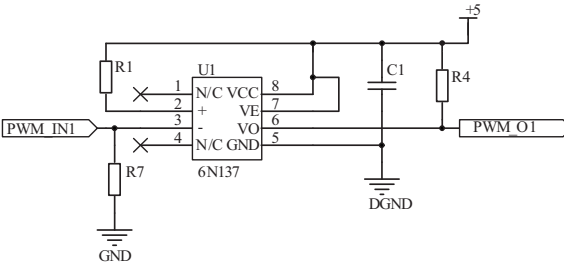 +5
R1
U1
C1
R4
1 N/C VCC 8
2 + VE 7
PWM_IN1 3 - VO 6 PWM_O1
4 N/C GND 5
R7
6N137
DGND
GND